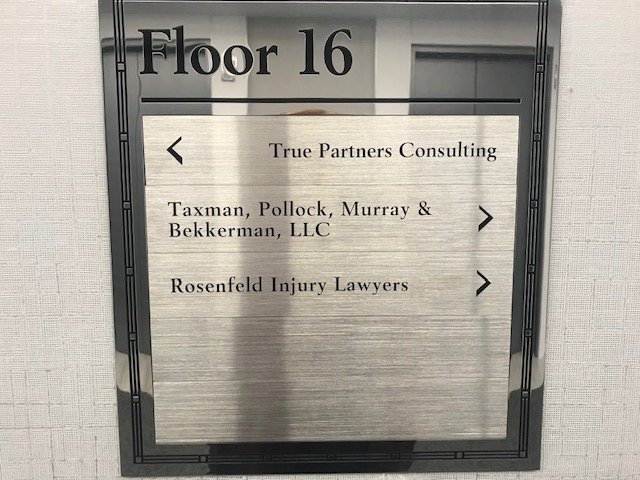 Floor 16
True Partners Consulting
Taxman, Pollock, Murray &
Bekkerman, LLC
Rosenfeld Injury Lawyers